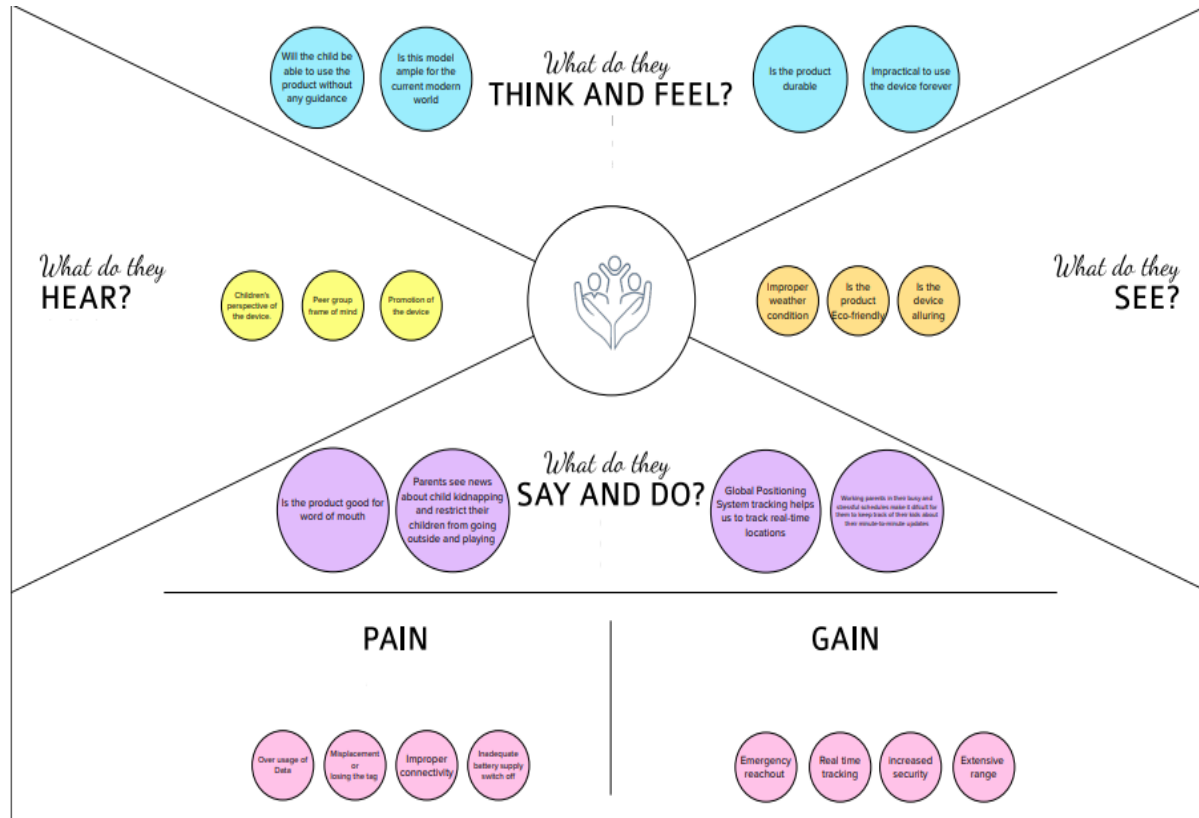 Will the child be
able to use the
product without
any guidance
Is this model
ample for the
current modern
world
What do they
THINK AND FEEL?
Is the product
durable
Impractical to use
the device forever
What do they
HEAR?
Children's
perspective of
the device.
Peer group
frame of mind
Promotion of
the device
Improper
weather
condition
Is the
product
Eco-friendly
Is the
device
alluring
What do they
SEE?
Is the product good for
word of mouth
Parents see news
about child kidnapping
and restrict their
children from going
outside and playing
What do they
SAY AND DO?
Global Positioning
System tracking helps
us to track real-time
locations
Working parents in their busy and
stressful schedules make it difficult for
them to keep track of their kids about
their minute-to-minute updates
PAIN
Over usage of
Data
Misplacement
or
losing the tag
Improper
connectivity
Inadequate
battery supply
switch off
GAIN
Emergency
reachout
Real time
tracking
increased
security
Extensive
range